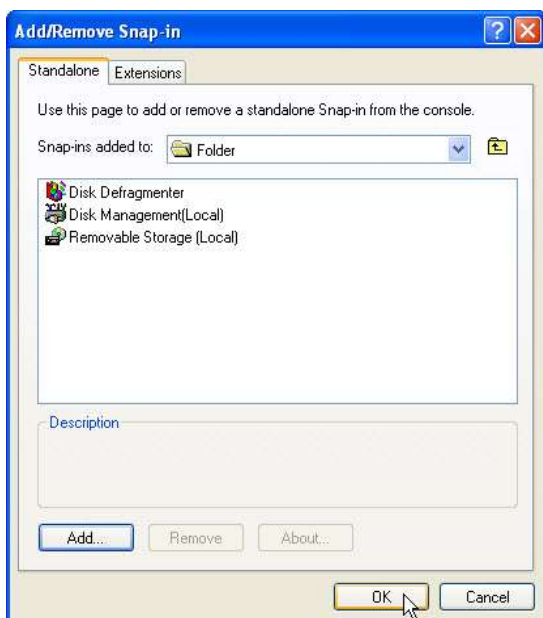 Add/Remove Snap-in
Standalone
Extensions
Use this page to add or remove a standalone Snap-in from the console.
Snap-ins added to:
Folder
Disk Defragmenter
Disk Management(Local)
Removable Storage (Local)
Description
Add...
Remove
About...
OK
Cancel